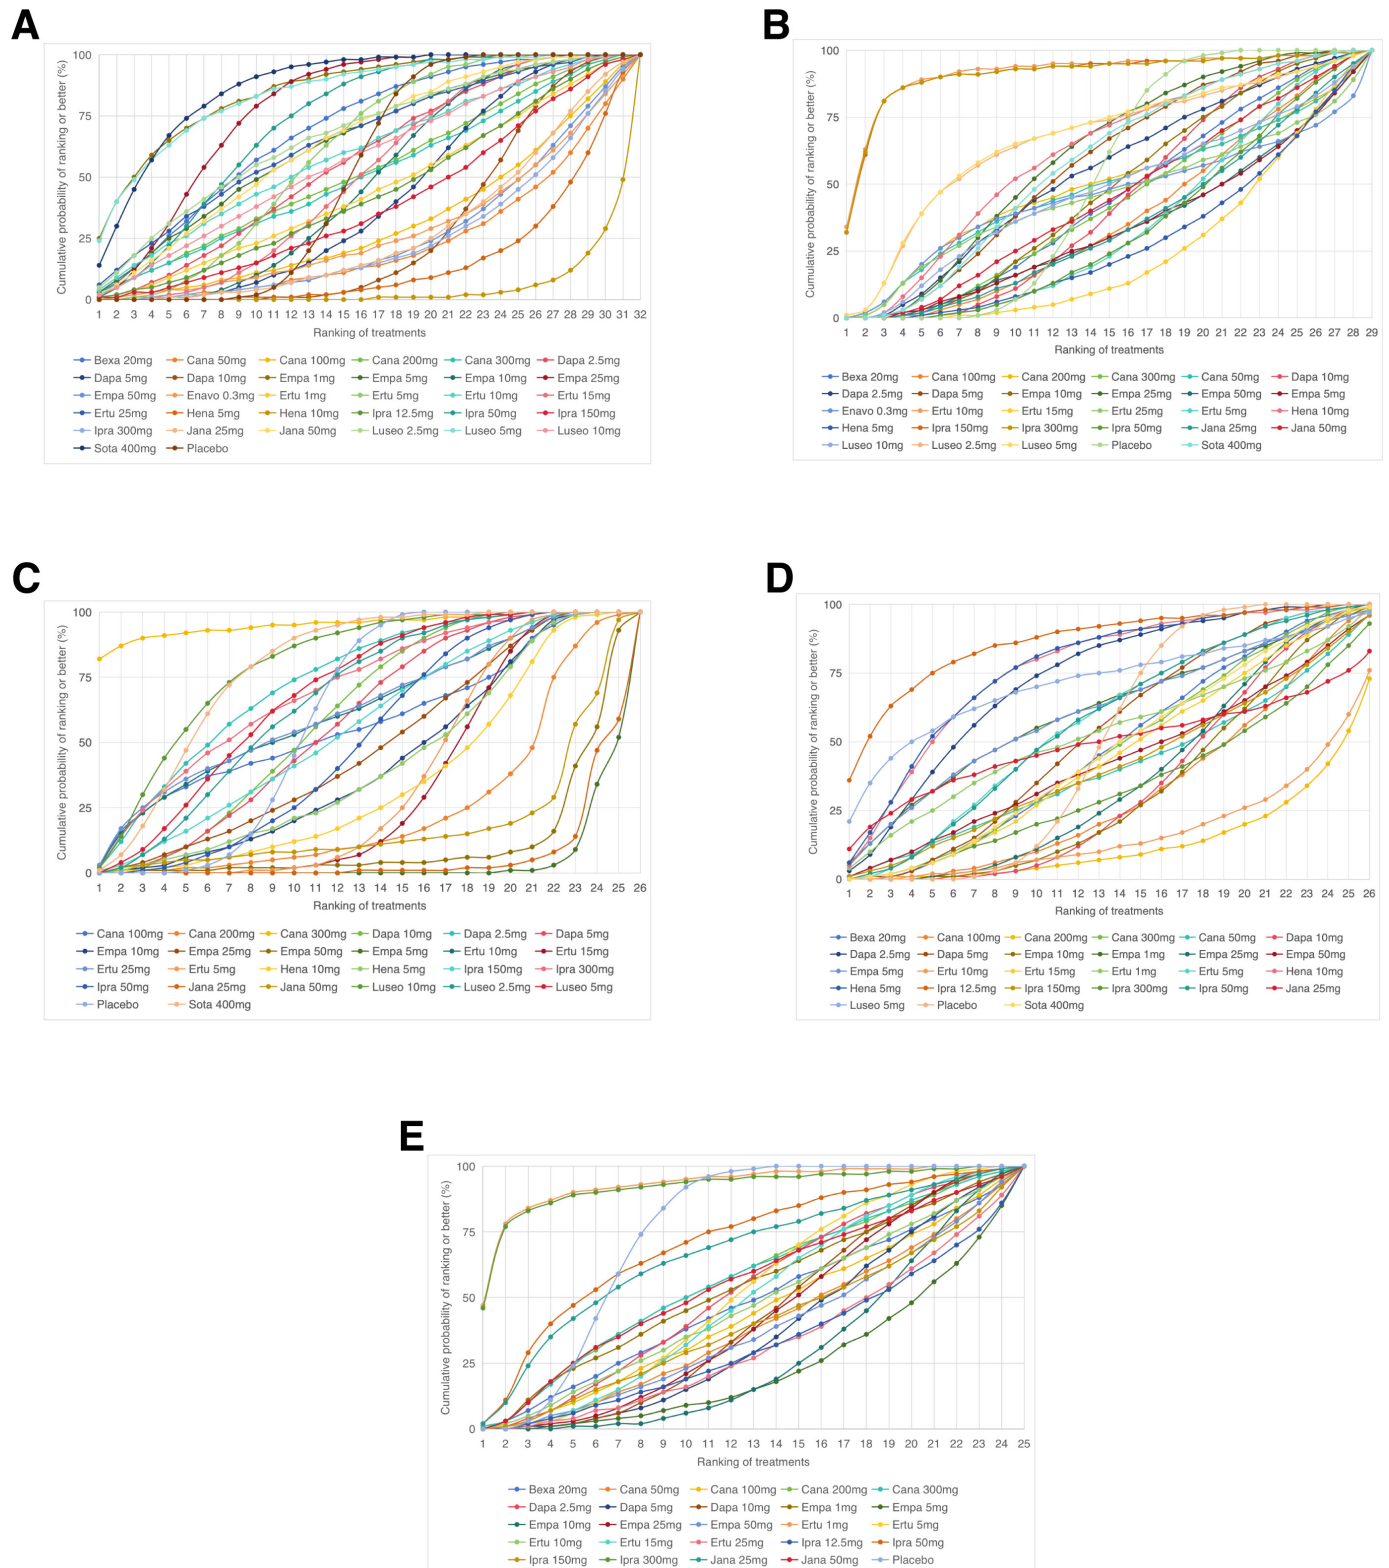 A
B
100
75
50
25
0
Cumulative probability of ranking or better (%)
1 2 3 4 5 6 7 8 9 10 11 12 13 14 15 16 17 18 19 20 21 22 23 24 25 26 27 28 29 30 31 32
Ranking of treatments
Bexa 20mg Cana 50mg Cana 100mg Cana 200mg Cana 300mg Dapa 2.5mg
Dapa 5mg Dapa 10mg Empa 1mg Empa 5mg Empa 10mg Empa 25mg
Empa 50mg Enavo 0.3mg Ertu 1mg Ertu 5mg Ertu 10mg Ertu 15mg
Ertu 25mg Hena 5mg Hena 10mg Ipra 12.5mg Ipra 50mg Ipra 150mg
Ipra 300mg Jana 25mg Jana 50mg Luseo 2.5mg Luseo 5mg Luseo 10mg
Sota 400mg Placebo
100
75
50
25
0
Cumulative probability of ranking or better (%)
1 2 3 4 5 6 7 8 9 10 11 12 13 14 15 16 17 18 19 20 21 22 23 24 25 26 27 28 29
Ranking of treatments
Bexa 20mg Cana 100mg Cana 200mg Cana 300mg Cana 50mg Dapa 10mg
Dapa 2.5mg Dapa 5mg Empa 10mg Empa 25mg Empa 50mg Empa 5mg
Enavo 0.3mg Ertu 10mg Ertu 15mg Ertu 25mg Ertu 5mg Hena 10mg
Hena 5mg Ipra 150mg Ipra 300mg Ipra 50mg Jana 25mg Jana 50mg
Luseo 10mg Luseo 2.5mg Luseo 5mg Placebo Sota 400mg
C
D
100
75
50
25
0
Cumulative probability of ranking or better (%)
1 2 3 4 5 6 7 8 9 10 11 12 13 14 15 16 17 18 19 20 21 22 23 24 25 26
Ranking of treatments
Cana 100mg Cana 200mg Cana 300mg Dapa 10mg Dapa 2.5mg Dapa 5mg
Empa 10mg Empa 25mg Empa 50mg Empa 5mg Ertu 10mg Ertu 15mg
Ertu 25mg Ertu 5mg Hena 10mg Hena 5mg Ipra 150mg Ipra 300mg
Ipra 50mg Jana 25mg Jana 50mg Luseo 10mg Luseo 2.5mg Luseo 5mg
Placebo Sota 400mg
100
75
50
25
0
Cumulative probability of ranking or better (%)
1 2 3 4 5 6 7 8 9 10 11 12 13 14 15 16 17 18 19 20 21 22 23 24 25 26
Ranking of treatments
Bexa 20mg Cana 100mg Cana 200mg Cana 300mg Cana 50mg Dapa 10mg
Dapa 2.5mg Dapa 5mg Empa 10mg Empa 1mg Empa 25mg Empa 50mg
Empa 5mg Ertu 10mg Ertu 15mg Ertu 1mg Ertu 5mg Hena 10mg
Hena 5mg Ipra 12.5mg Ipra 150mg Ipra 300mg Ipra 50mg Jana 25mg
Luseo 5mg Placebo Sota 400mg
E
100
75
50
25
0
Cumulative probability of ranking or better (%)
1 2 3 4 5 6 7 8 9 10 11 12 13 14 15 16 17 18 19 20 21 22 23 24 25
Ranking of treatments
Bexa 20mg Cana 50mg Cana 100mg Cana 200mg Cana 300mg
Dapa 2.5mg Dapa 5mg Dapa 10mg Empa 1mg Empa 5mg
Empa 10mg Empa 25mg Empa 50mg Ertu 1mg Ertu 5mg
Ertu 10mg Ertu 15mg Ertu 25mg Ipra 12.5mg Ipra 50mg
Ipra 150mg Ipra 300mg Jana 25mg Jana 50mg Placebo